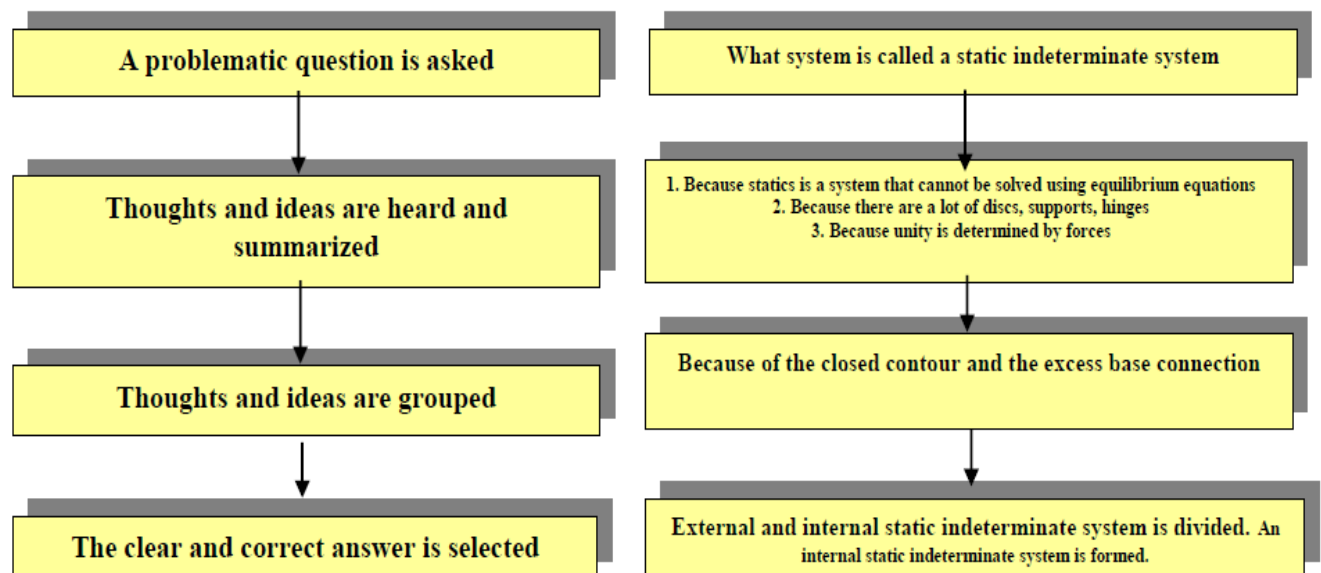 A problematic question is asked
Thoughts and ideas are heard and
summarized
Thoughts and ideas are grouped
The clear and correct answer is selected
What system is called a static indeterminate system
1. Because statics is a system that cannot be solved using equilibrium equations
2. Because there are a lot of discs, supports, hinges
3. Because unity is determined by forces
Because of the closed contour and the excess base connection
External and internal static indeterminate system is divided. An
internal static indeterminate system is formed.